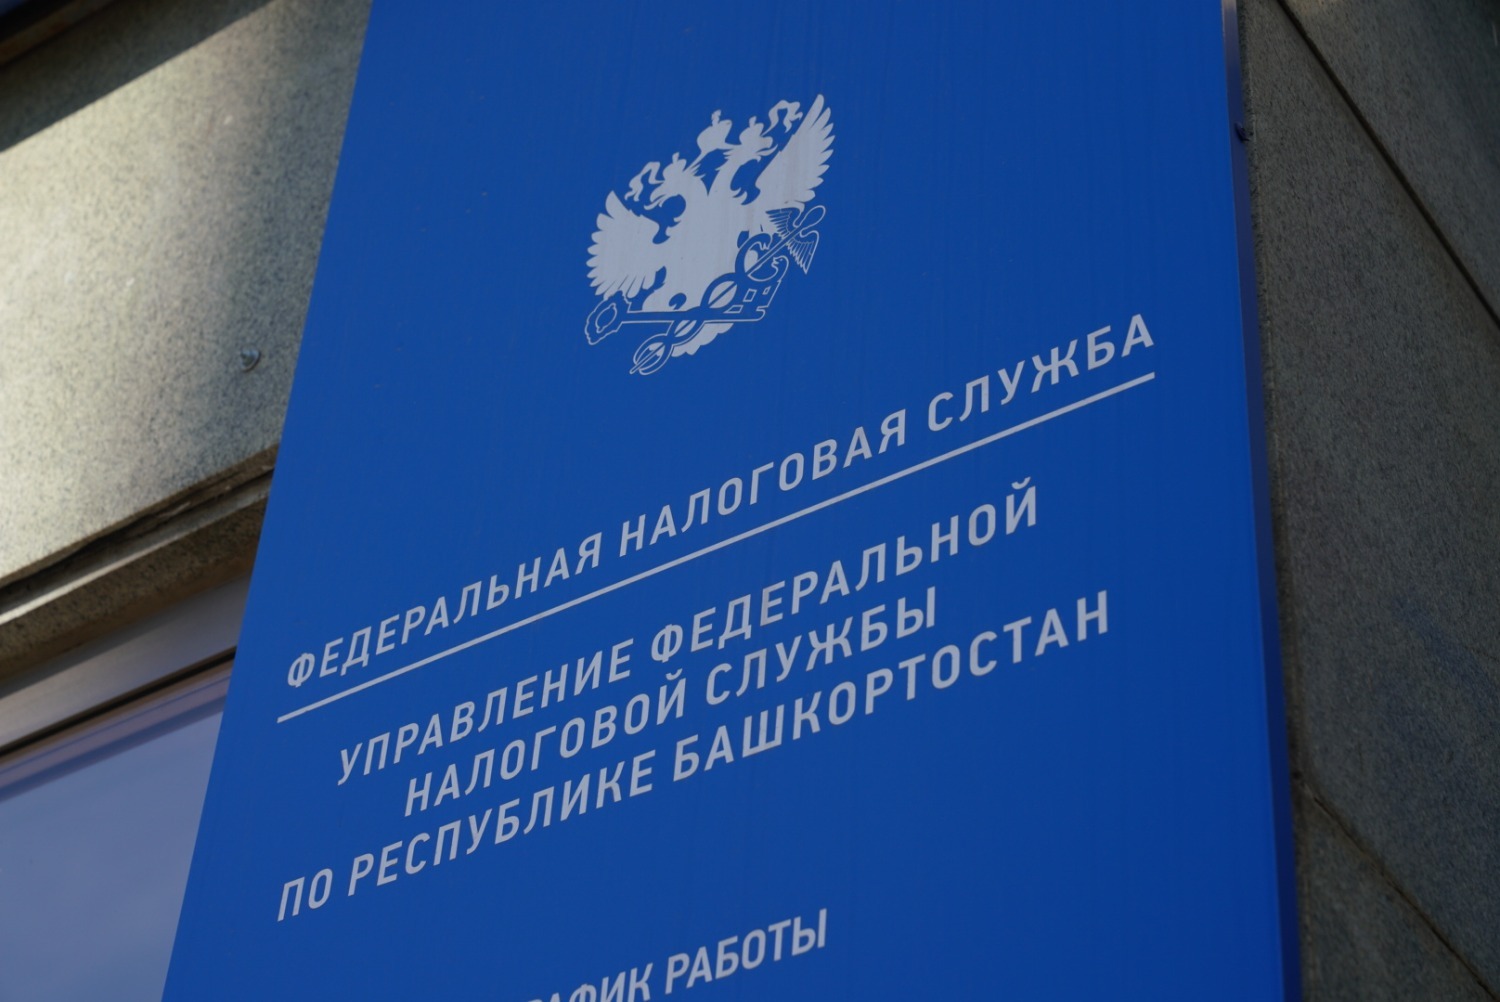 ФЕДЕРАЛЬНАЯ НАЛОГОВАЯ СЛУЖБА
УПРАВЛЕНИЕ ФЕДЕРАЛЬНОЙ
НАЛОГОВОЙ СЛУЖБЫ
ПО РЕСПУБЛИКЕ БАШКОРТОСТАН
РАБОТЫ